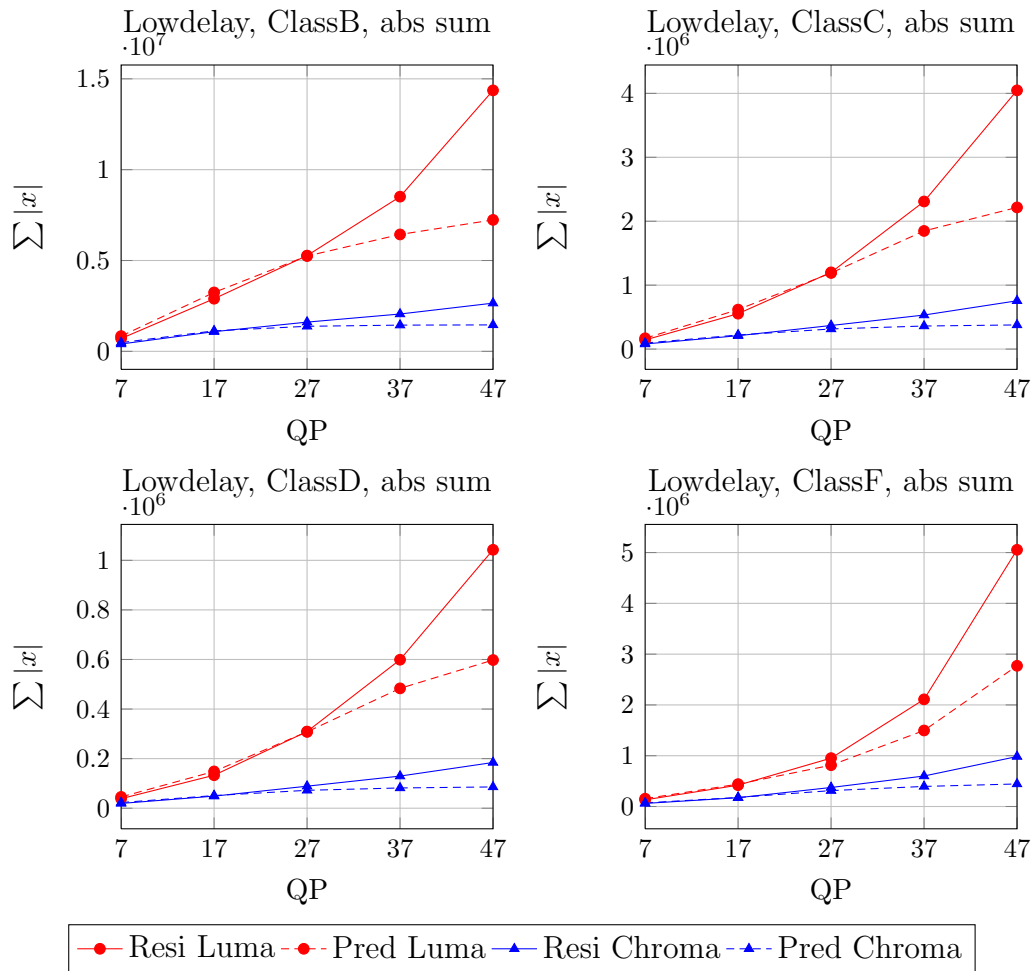 Lowdelay, ClassB, abs sum
·10^7
1.5
1
0.5
0
∑ |x|
7 17 27 37 47
QP
Lowdelay, ClassC, abs sum
·10^6
4
3
2
1
0
∑ |x|
7 17 27 37 47
QP
Lowdelay, ClassD, abs sum
·10^6
1
0.8
0.6
0.4
0.2
0
∑ |x|
7 17 27 37 47
QP
Lowdelay, ClassF, abs sum
·10^6
5
4
3
2
1
0
∑ |x|
7 17 27 37 47
QP
Resi Luma Pred Luma Resi Chroma Pred Chroma